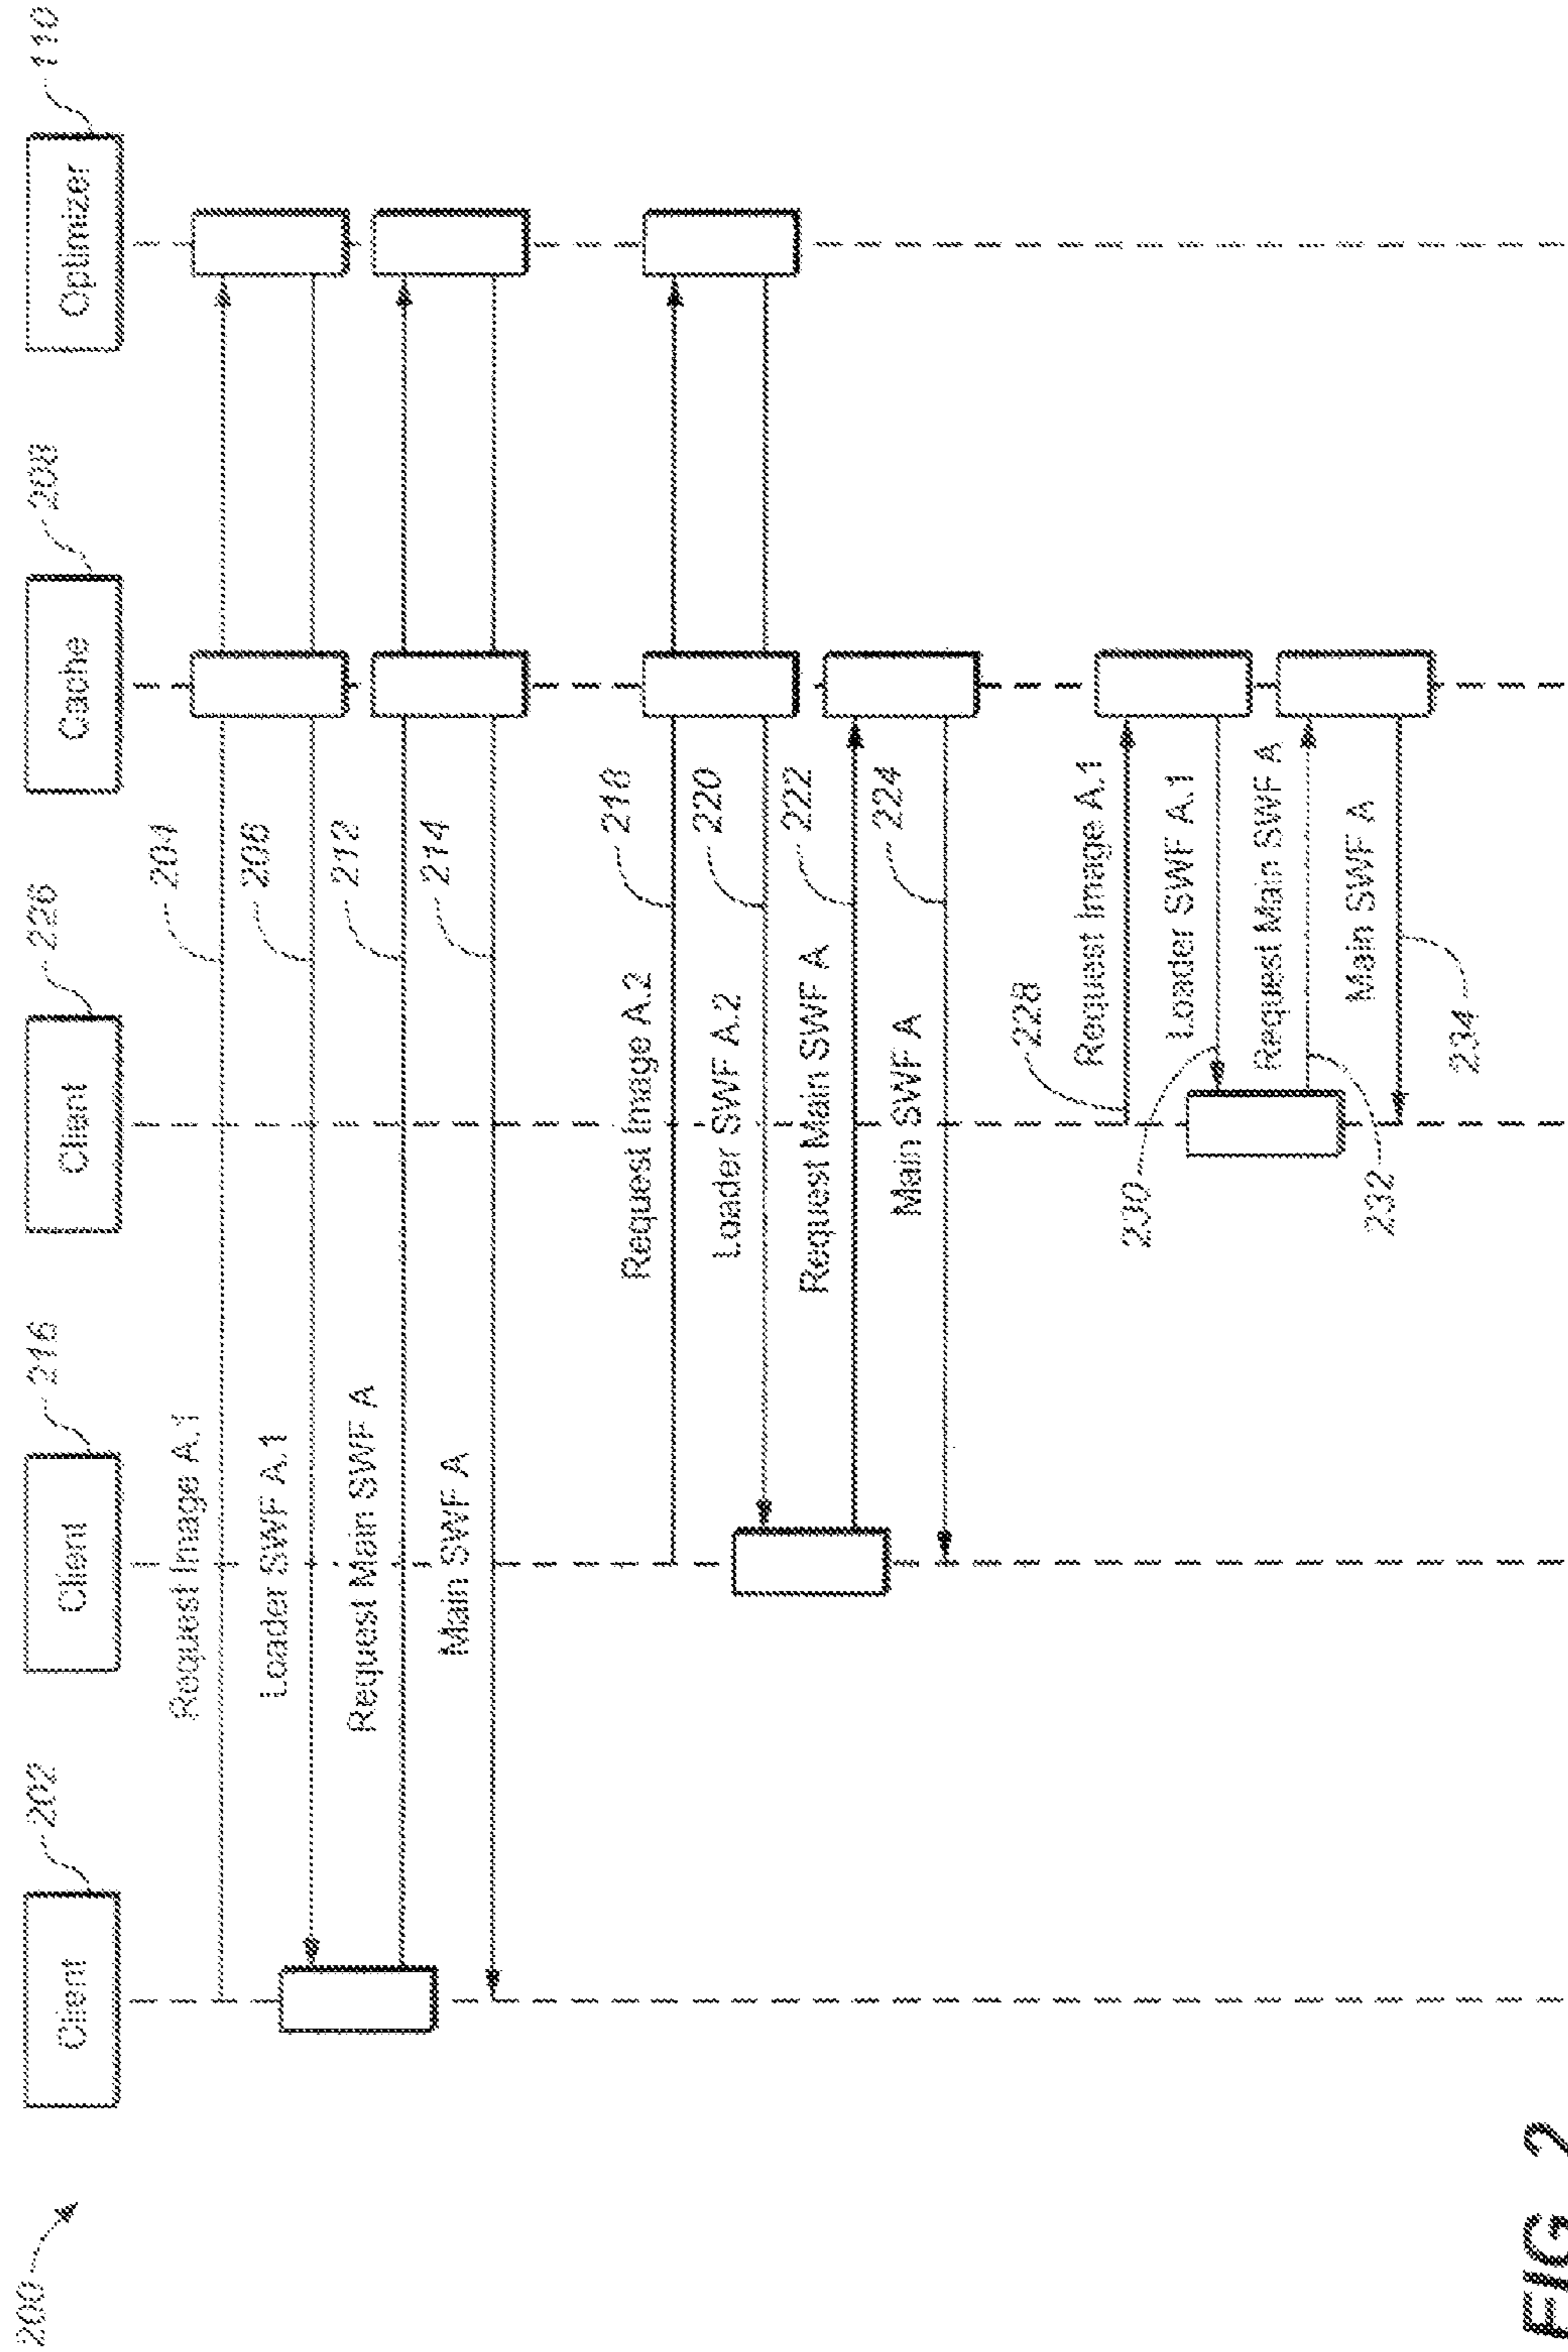 200
Client
202
Client
216
Client
226
Cache
208
Optimizer
110
Request Image A.1
204
Loader SWF A.1
206
Request Main SWF A
212
Main SWF A
214
Request Image A.2
218
Loader SWF A.2
220
Request Main SWF A
222
Main SWF A
224
228
Request Image A.1
230
Loader SWF A.1
232
Request Main SWF A
Main SWF A
234
FIG 2